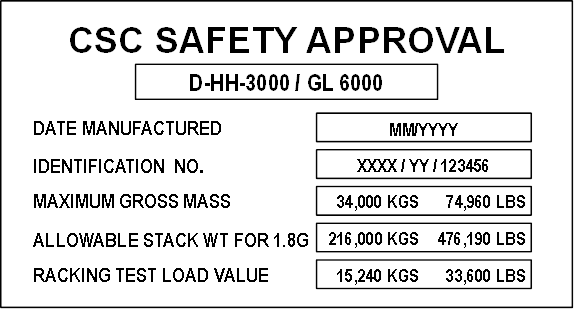 CSC SAFETY APPROVAL
D-HH-3000 / GL 6000
DATE MANUFACTURED MM/YYYY
IDENTIFICATION NO. XXXX / YY / 123456
MAXIMUM GROSS MASS 34,000 KGS 74,960 LBS
ALLOWABLE STACK WT FOR 1.8G 216,000 KGS 476,190 LBS
RACKING TEST LOAD VALUE 15,240 KGS 33,600 LBS